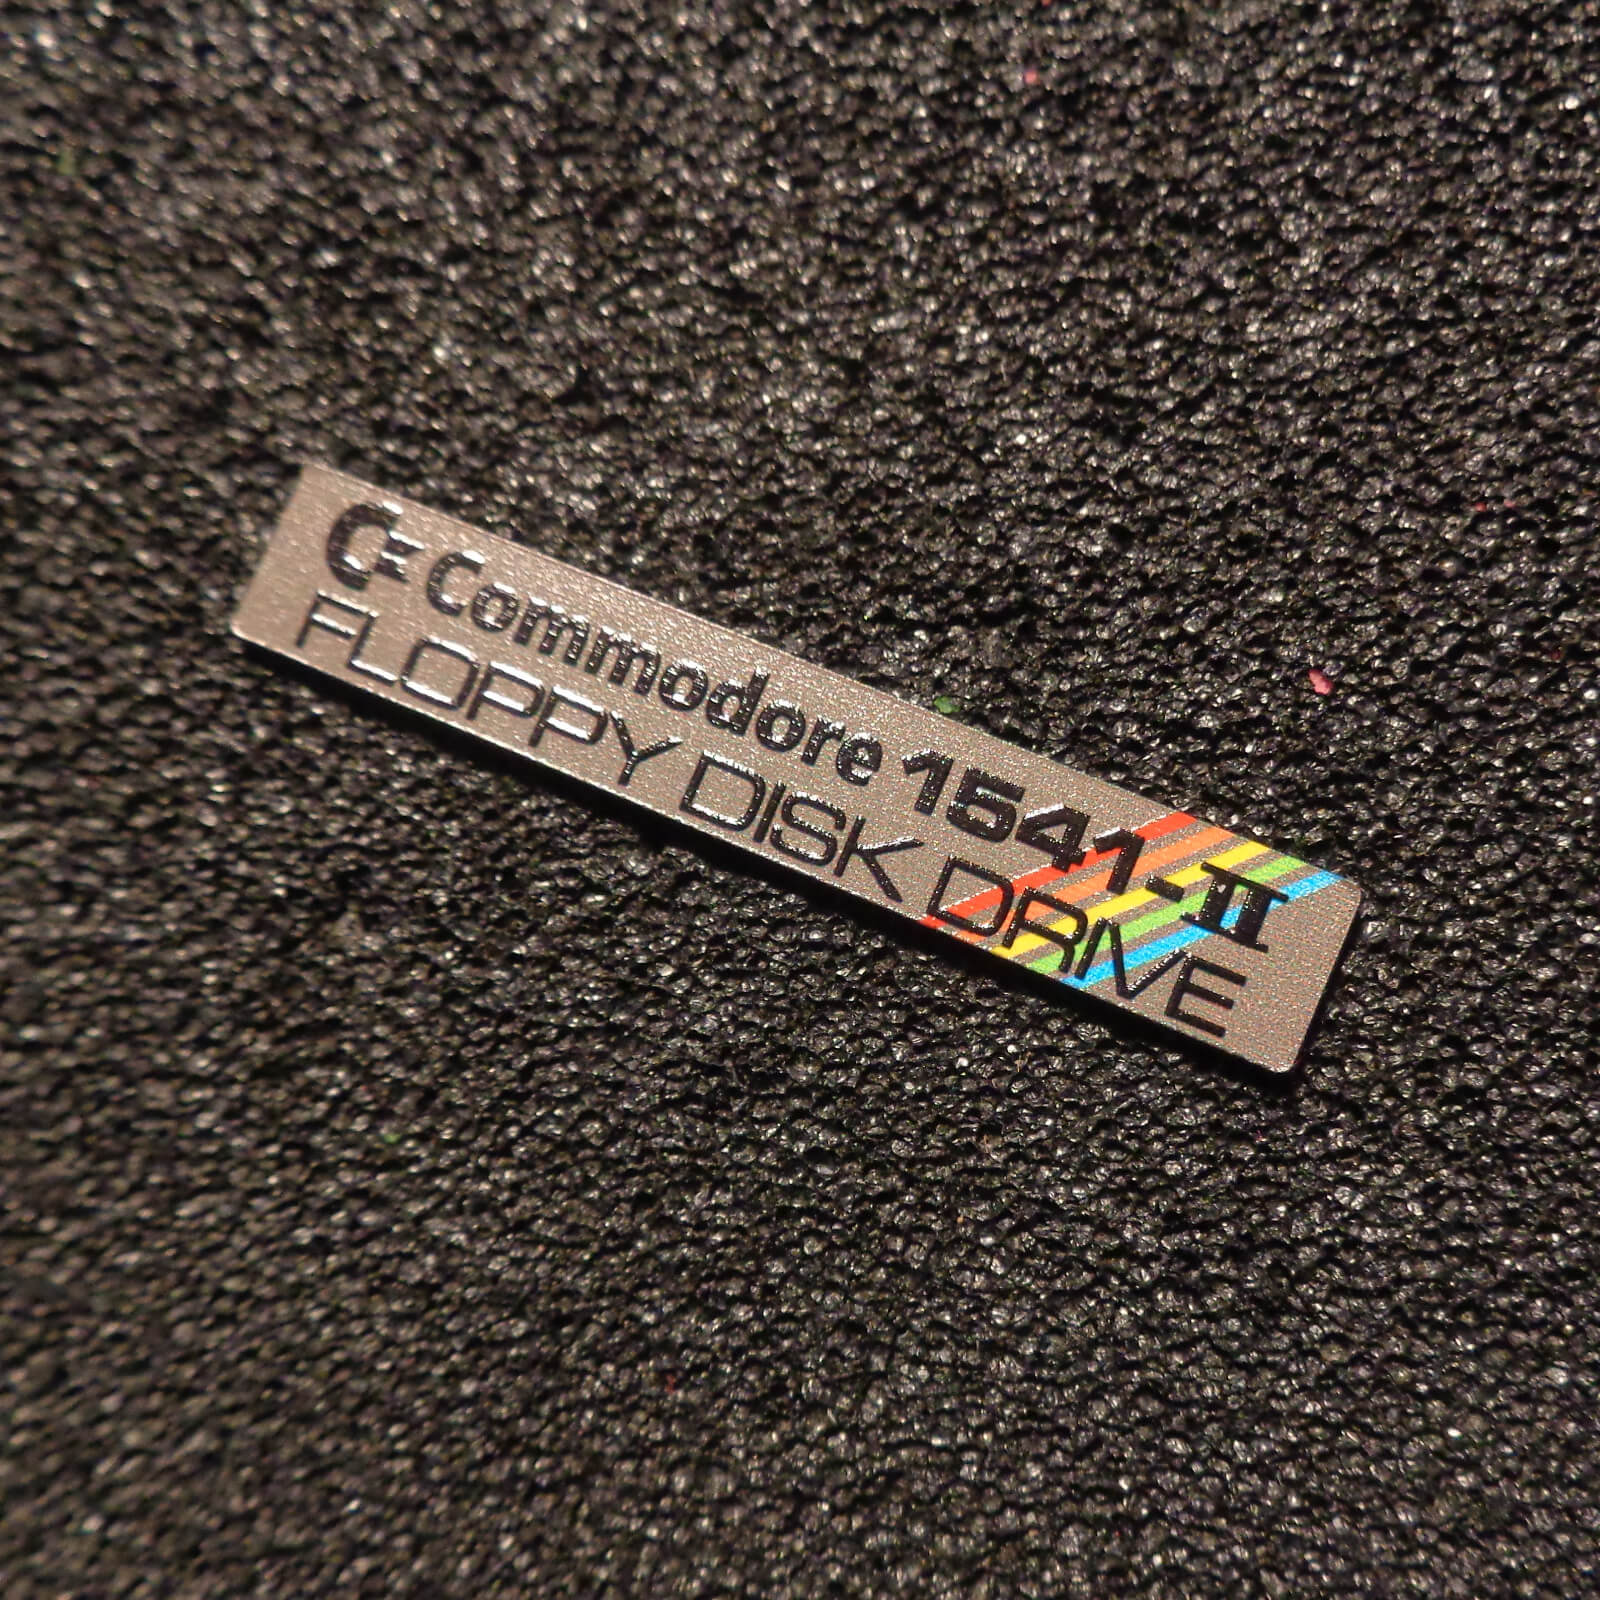 Commodore 1541-II
FLOPPY DISK DRIVE